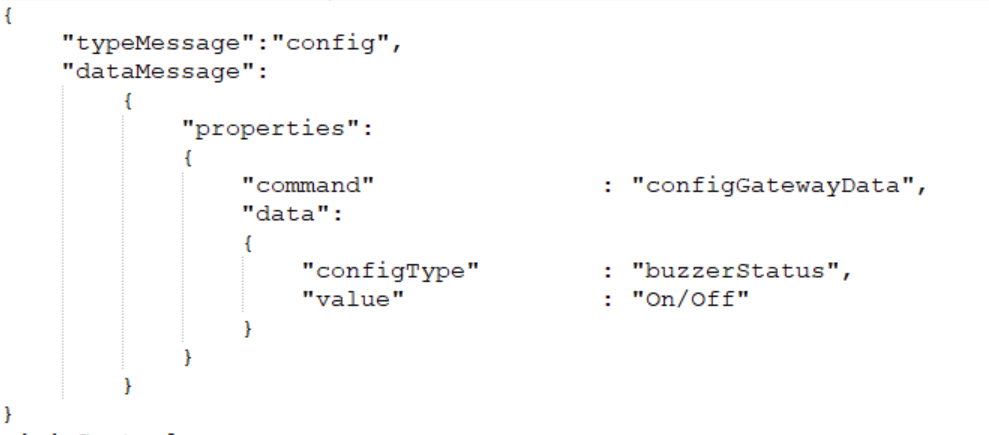 {
"typeMessage":"config",
"dataMessage":
{
"properties":
{
"command" : "configGatewayData",
"data":
{
"configType" : "buzzerStatus",
"value" : "On/Off"
}
}
}
}